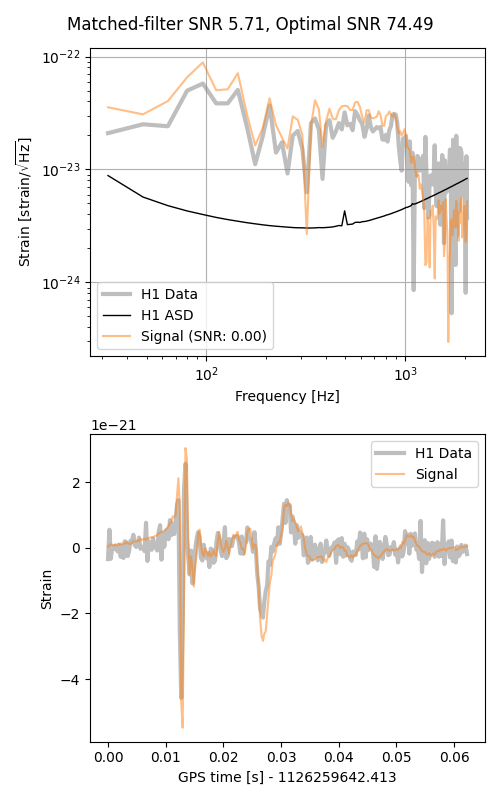 Matched-filter SNR 5.71, Optimal SNR 74.49
10⁻²²
10⁻²³
10⁻²⁴
Strain [strain/√Hz]
H1 Data
H1 ASD
Signal (SNR: 0.00)
10² 10³
Frequency [Hz]
1e−21
2
0
−2
−4
Strain
H1 Data
Signal
0.00 0.01 0.02 0.03 0.04 0.05 0.06
GPS time [s] - 1126259642.413